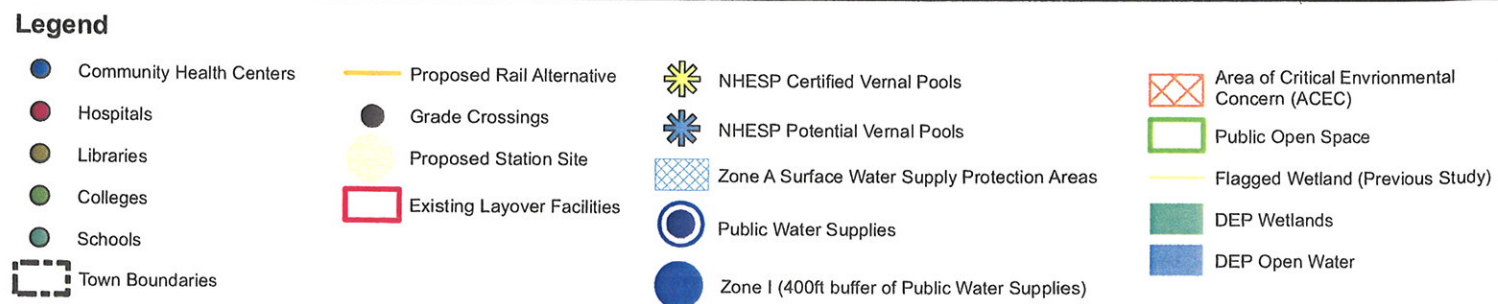 Legend
Community Health Centers
Hospitals
Libraries
Colleges
Schools
Town Boundaries
Proposed Rail Alternative
Grade Crossings
Proposed Station Site
Existing Layover Facilities
NHESP Certified Vernal Pools
NHESP Potential Vernal Pools
Zone A Surface Water Supply Protection Areas
Public Water Supplies
Zone I (400ft buffer of Public Water Supplies)
Area of Critical Envrionmental
Concern (ACEC)
Public Open Space
Flagged Wetland (Previous Study)
DEP Wetlands
DEP Open Water